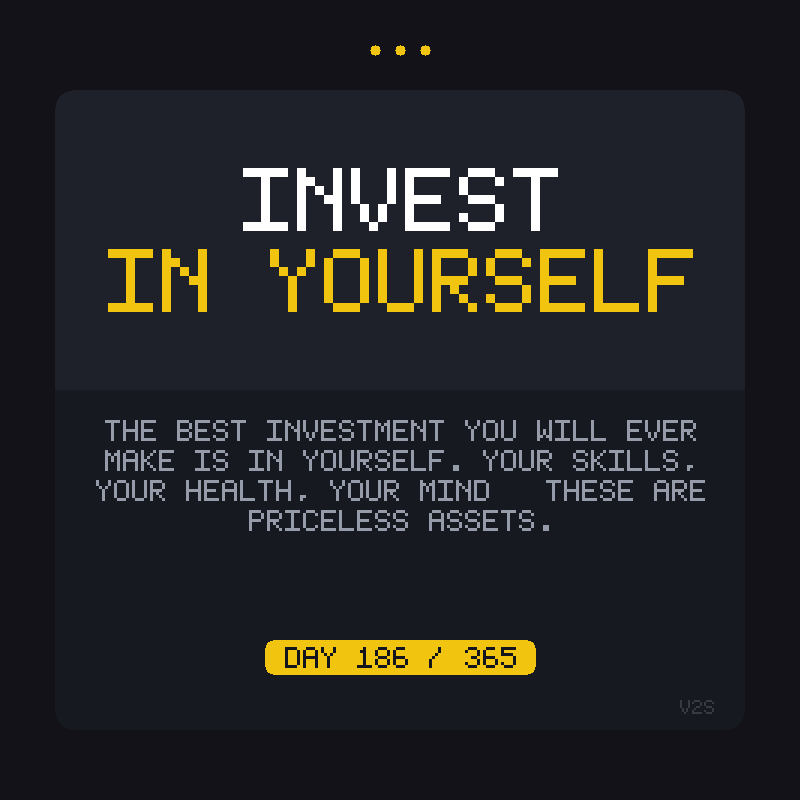 INVEST
IN YOURSELF
THE BEST INVESTMENT YOU WILL EVER
MAKE IS IN YOURSELF. YOUR SKILLS,
YOUR HEALTH, YOUR MIND   THESE ARE
PRICELESS ASSETS.
DAY 186 / 365
V2S